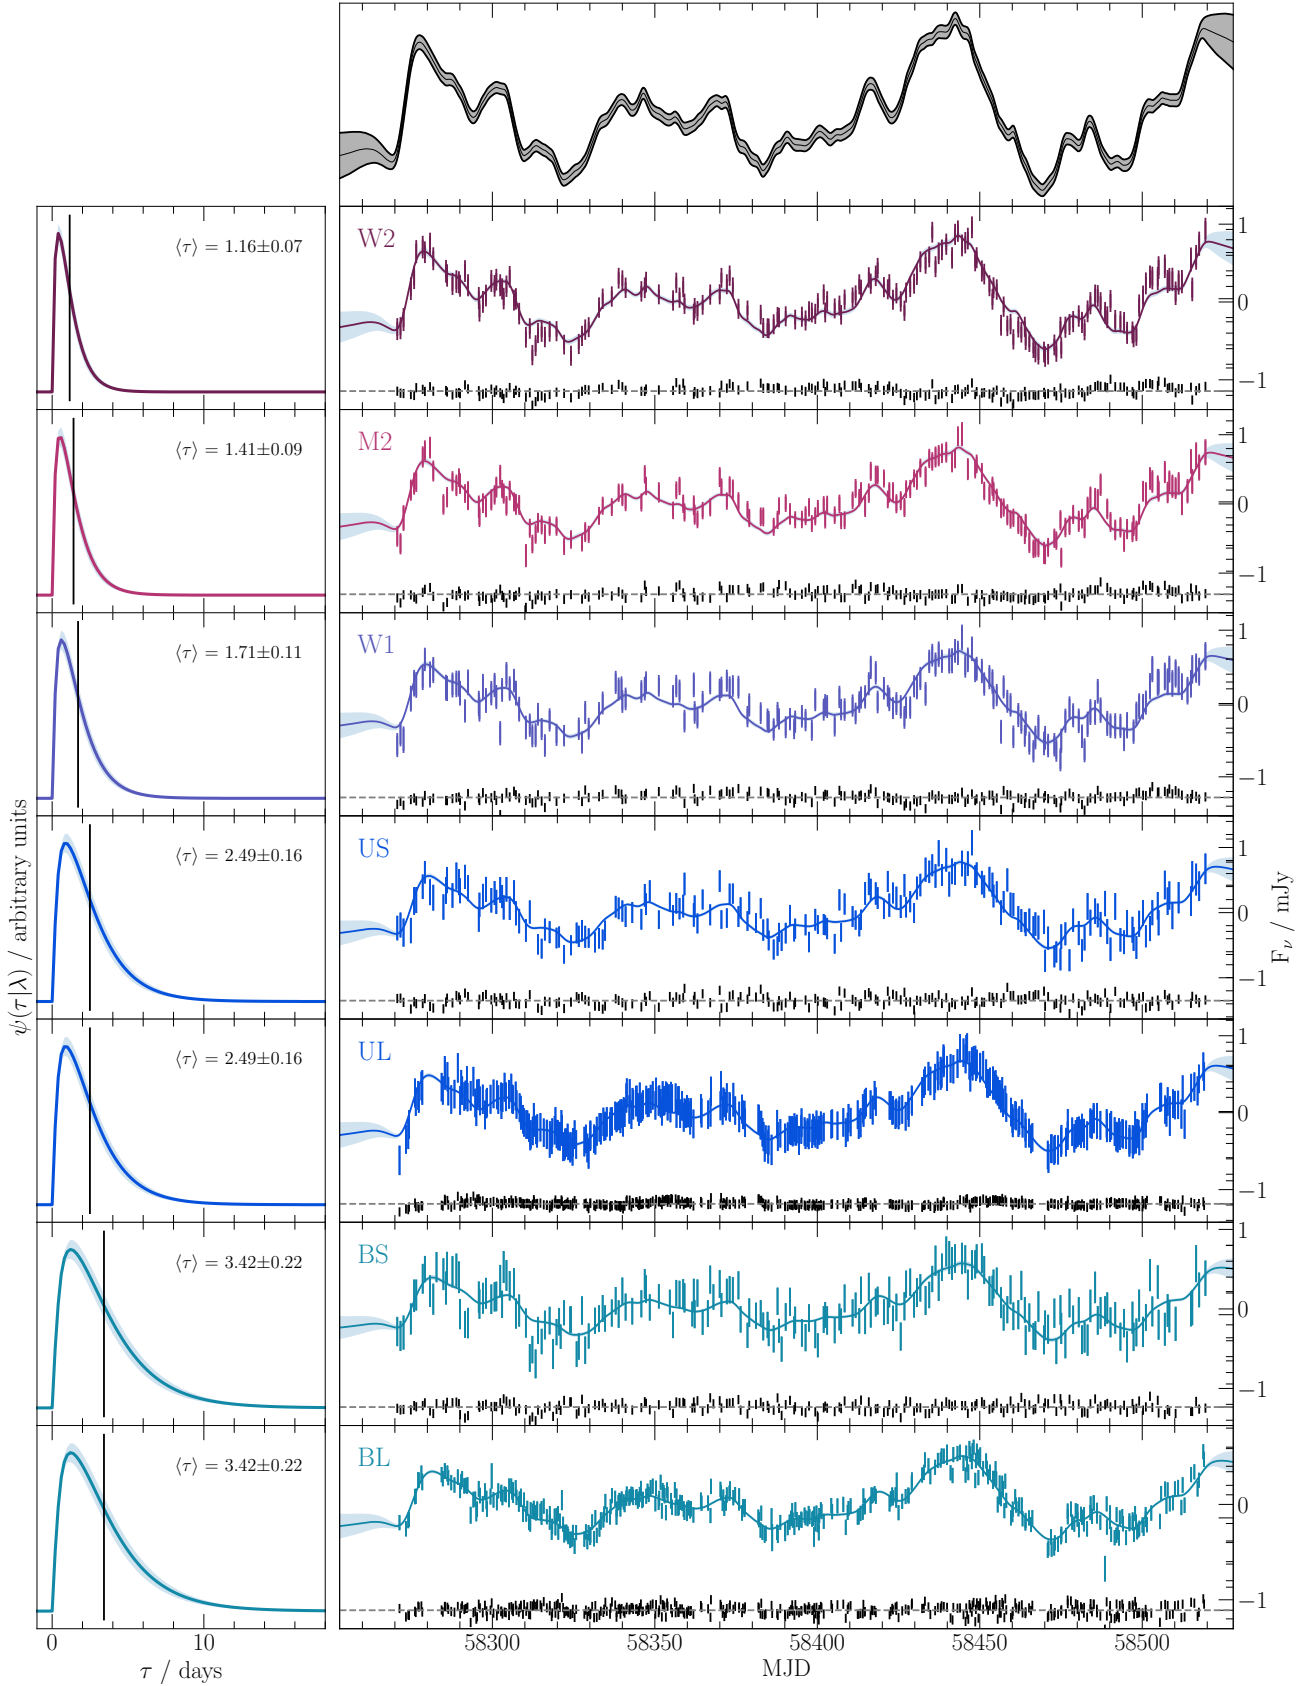 W2
⟨τ⟩ = 1.16±0.07
1
0
−1
M2
⟨τ⟩ = 1.41±0.09
1
0
−1
W1
⟨τ⟩ = 1.71±0.11
1
0
−1
US
⟨τ⟩ = 2.49±0.16
1
0
−1
ψ(τ|λ) / arbitrary units
F_ν / mJy
UL
⟨τ⟩ = 2.49±0.16
1
0
−1
BS
⟨τ⟩ = 3.42±0.22
1
0
−1
BL
⟨τ⟩ = 3.42±0.22
0
−1
0 10
58300 58350 58400 58450 58500
τ / days
MJD